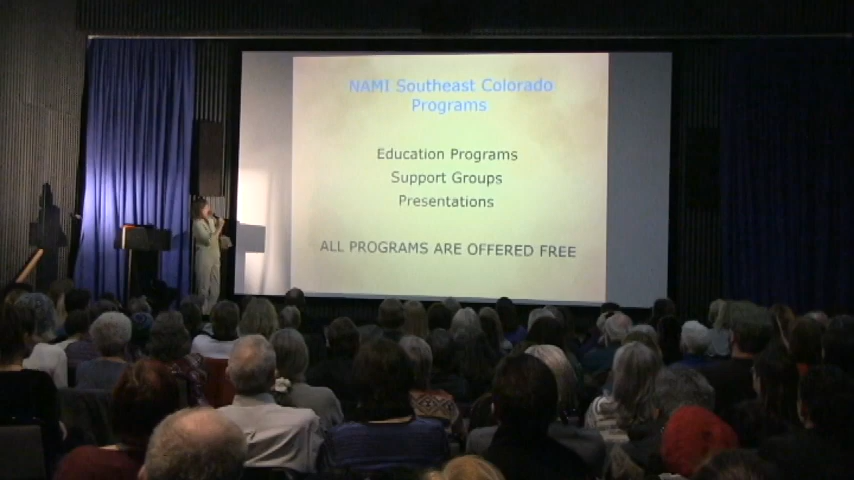 NAMI Southeast Colorado
Programs
Education Programs
Support Groups
Presentations
ALL PROGRAMS ARE OFFERED FREE